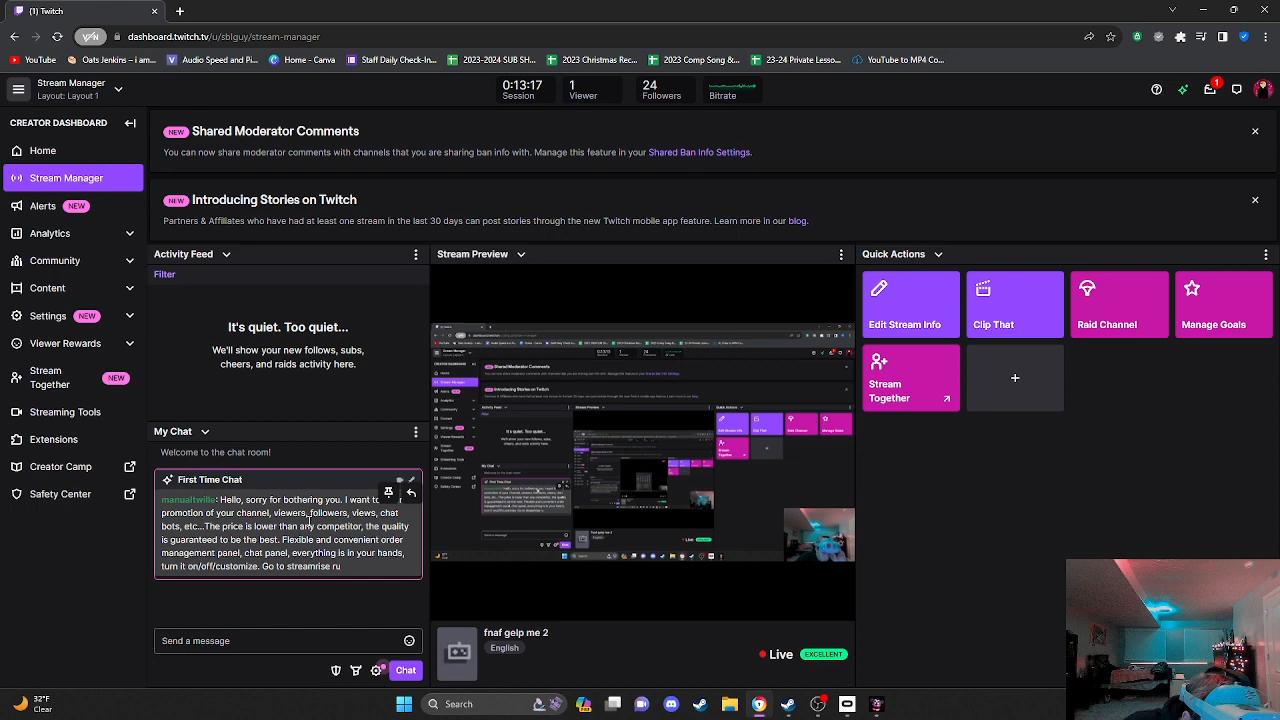 (1) Twitch
VPN
dashboard.twitch.tv/u/sblguy/stream-manager
YouTube
Oats Jenkins – i am...
Audio Speed and Pi...
Home - Canva
Staff Daily Check-In...
2023-2024 SUB SH...
2023 Christmas Rec...
2023 Comp Song &...
22-24 Private Lesso...
YouTube to MP4 Co...
Stream Manager
Layout: Layout 1
0:13:17
Session
1
Viewer
24
Followers
Bitrate
1
CREATOR DASHBOARD
Home
Stream Manager
Alerts NEW
Analytics
Community
Content
Settings NEW
Viewer Rewards
Stream
Together NEW
Streaming Tools
Extensions
Creator Camp
Safety Center
NEW Shared Moderator Comments
You can now share moderator comments with channels that you are sharing ban info with. Manage this feature in your Shared Ban Info Settings.
NEW Introducing Stories on Twitch
Partners & Affiliates who have had at least one stream in the last 30 days can post stories through the new Twitch mobile app feature. Learn more in our blog.
Activity Feed
Filter
It's quiet. Too quiet...
We'll show your new follows, subs,
cheers, and raids activity here.
My Chat
Welcome to the chat room!
First Time Chat
manualtwille: Hello, sorry for bothering you. I want to
promotion of your channel, viewers, followers, views, chat
bots, etc...The price is lower than any competitor, the quality
is guaranteed to be the best. Flexible and convenient order
management panel, chat panel, everything is in your hands,
turn it on/off/customize. Go to streamrise ru
Send a message
Chat
Stream Preview
fnaf gelp me 2
English
Live
EXCELLENT
Quick Actions
Edit Stream Info
Clip That
Raid Channel
Manage Goals
Stream
Together
32°F
Clear
Search